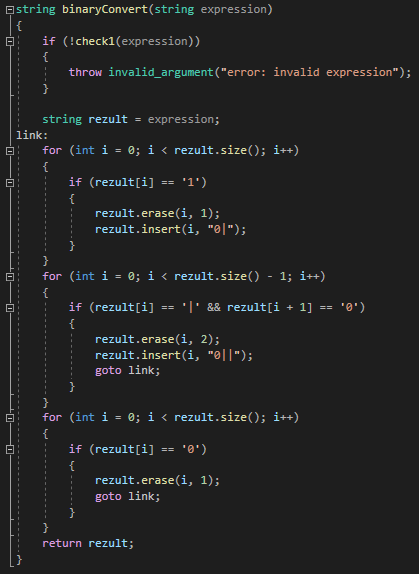 string binaryConvert(string expression)
{
    if (!check1(expression))
    {
        throw invalid_argument("error: invalid expression");
    }
    string rezult = expression;
link:
    for (int i = 0; i < rezult.size(); i++)
    {
        if (rezult[i] == '1')
        {
            rezult.erase(i, 1);
            rezult.insert(i, "0|");
        }
    }
    for (int i = 0; i < rezult.size() - 1; i++)
    {
        if (rezult[i] == '|' && rezult[i + 1] == '0')
        {
            rezult.erase(i, 2);
            rezult.insert(i, "0||");
            goto link;
        }
    }
    for (int i = 0; i < rezult.size(); i++)
    {
        if (rezult[i] == '0')
        {
            rezult.erase(i, 1);
            goto link;
        }
    }
    return rezult;
}